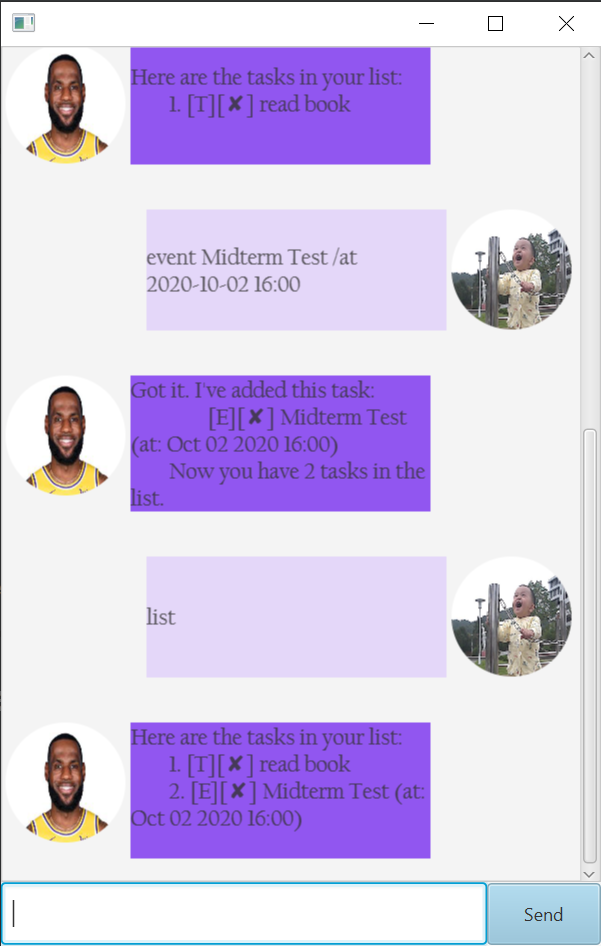 Here are the tasks in your list:
1. [T][✘] read book
event Midterm Test /at
2020-10-02 16:00
Got it. I've added this task:
[E][✘] Midterm Test
(at: Oct 02 2020 16:00)
Now you have 2 tasks in the
list.
list
Here are the tasks in your list:
1. [T][✘] read book
2. [E][✘] Midterm Test (at:
Oct 02 2020 16:00)
Send